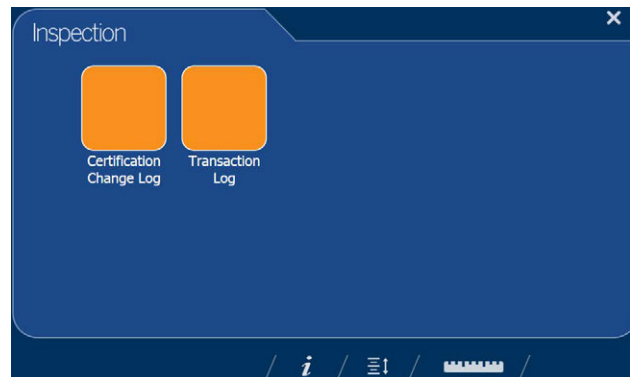 Inspection
Certification
Change Log
Transaction
Log
i